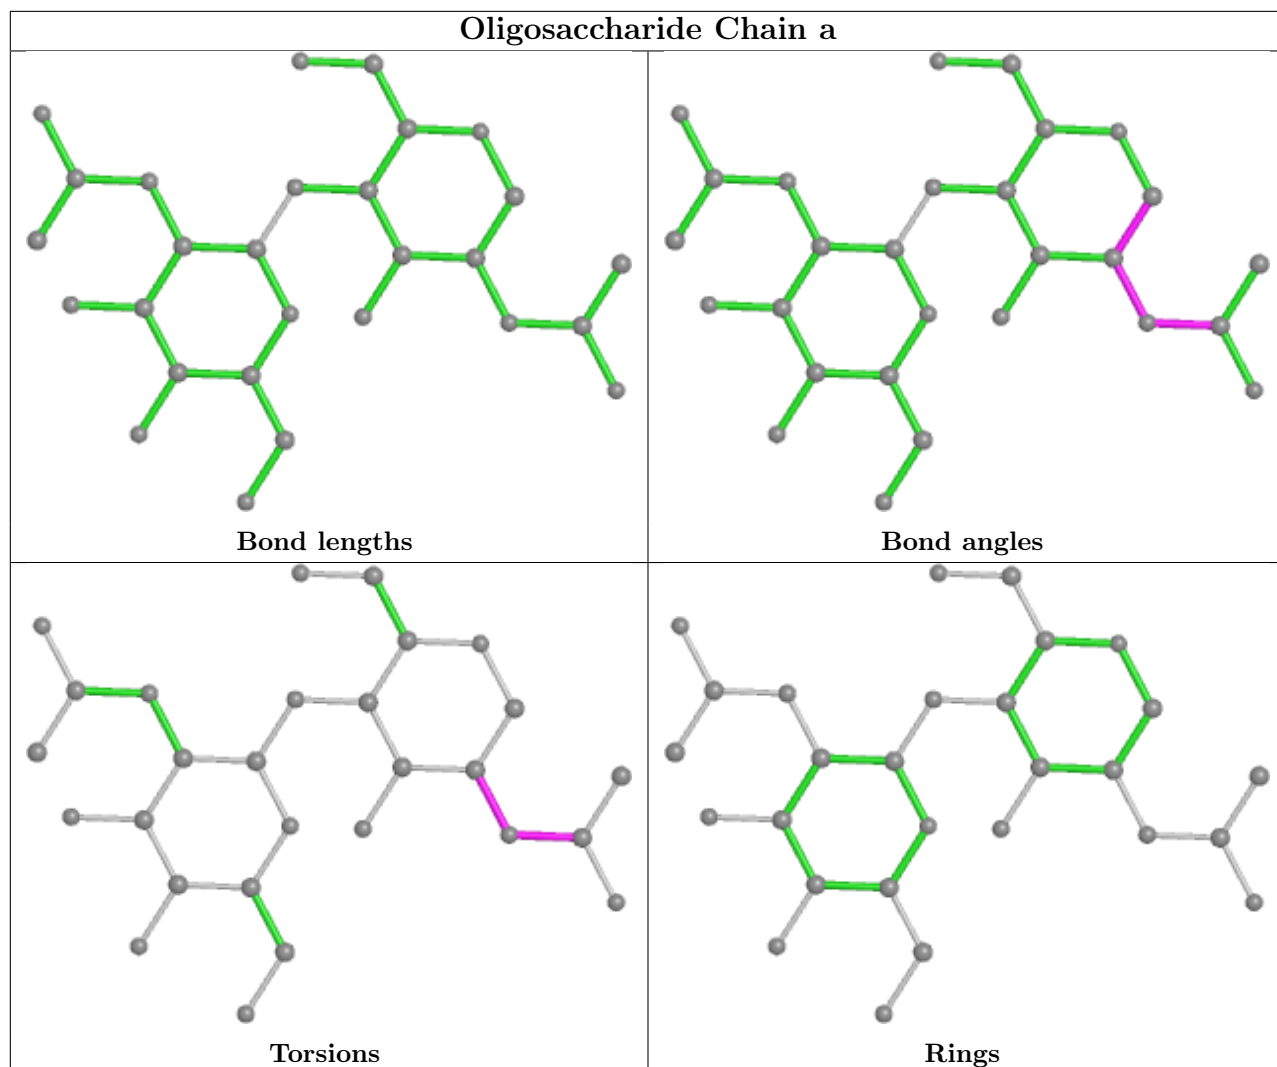 Oligosaccharide Chain a
Bond lengths
Bond angles
Torsions
Rings